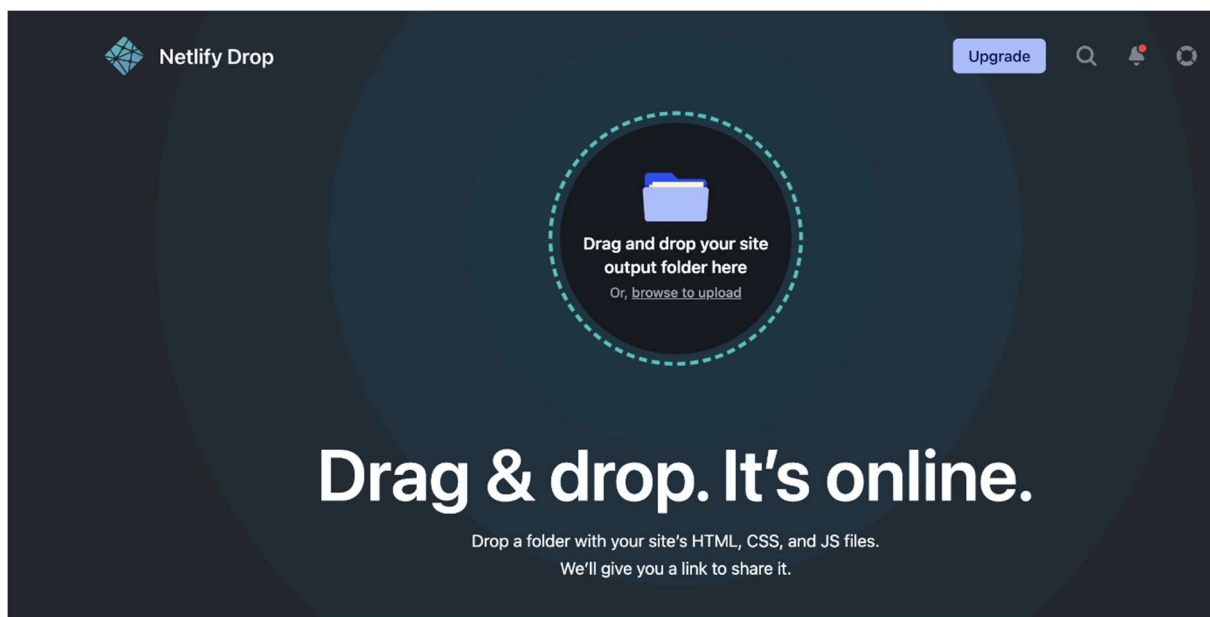 Netlify Drop
Upgrade
Drag and drop your site
output folder here
Or, browse to upload
Drag & drop. It’s online.
Drop a folder with your site’s HTML, CSS, and JS files.
We’ll give you a link to share it.